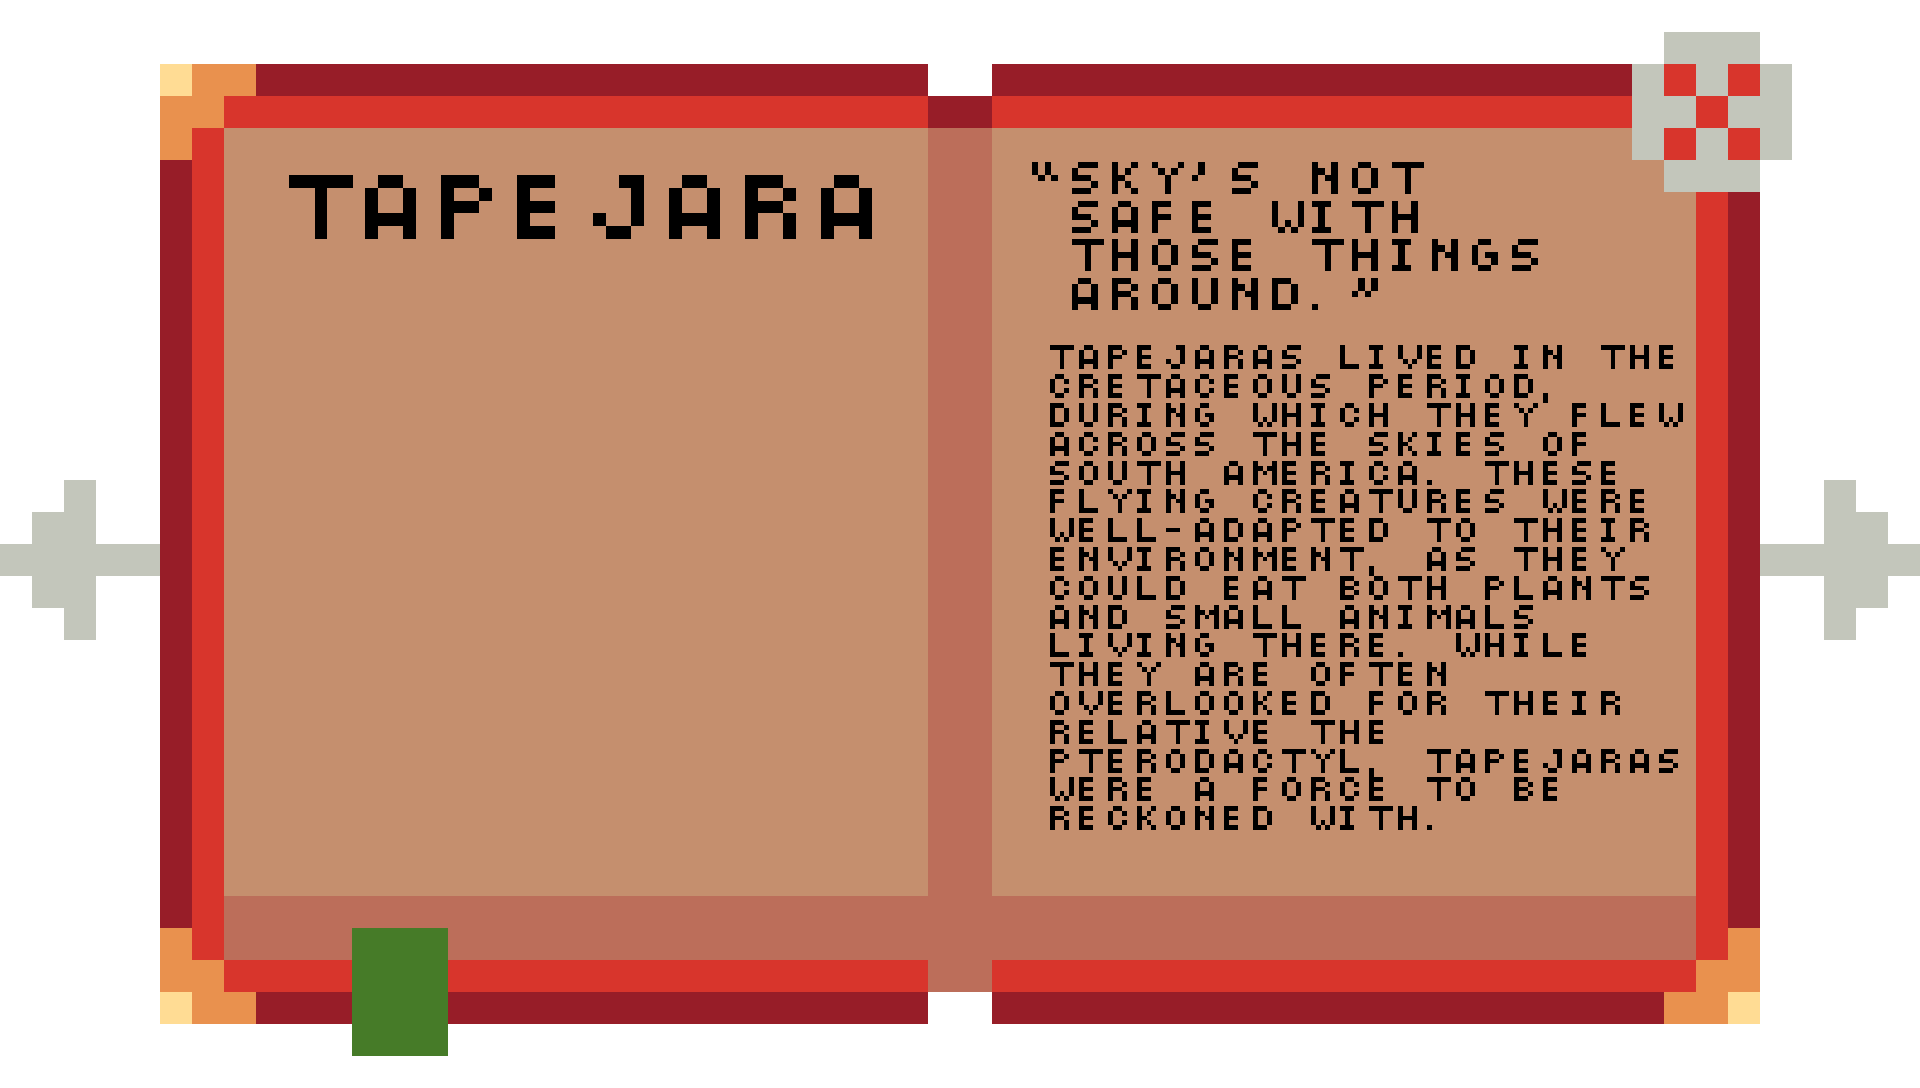 TAPEJARA
"SKY'S NOT
SAFE WITH
THOSE THINGS
AROUND."
TAPEJARAS LIVED IN THE
CRETACEOUS PERIOD,
DURING WHICH THEY FLEW
ACROSS THE SKIES OF
SOUTH AMERICA. THESE
FLYING CREATURES WERE
WELL-ADAPTED TO THEIR
ENVIRONMENT, AS THEY
COULD EAT BOTH PLANTS
AND SMALL ANIMALS
LIVING THERE. WHILE
THEY ARE OFTEN
OVERLOOKED FOR THEIR
RELATIVE THE
PTERODACTYL, TAPEJARAS
WERE A FORCE TO BE
RECKONED WITH.